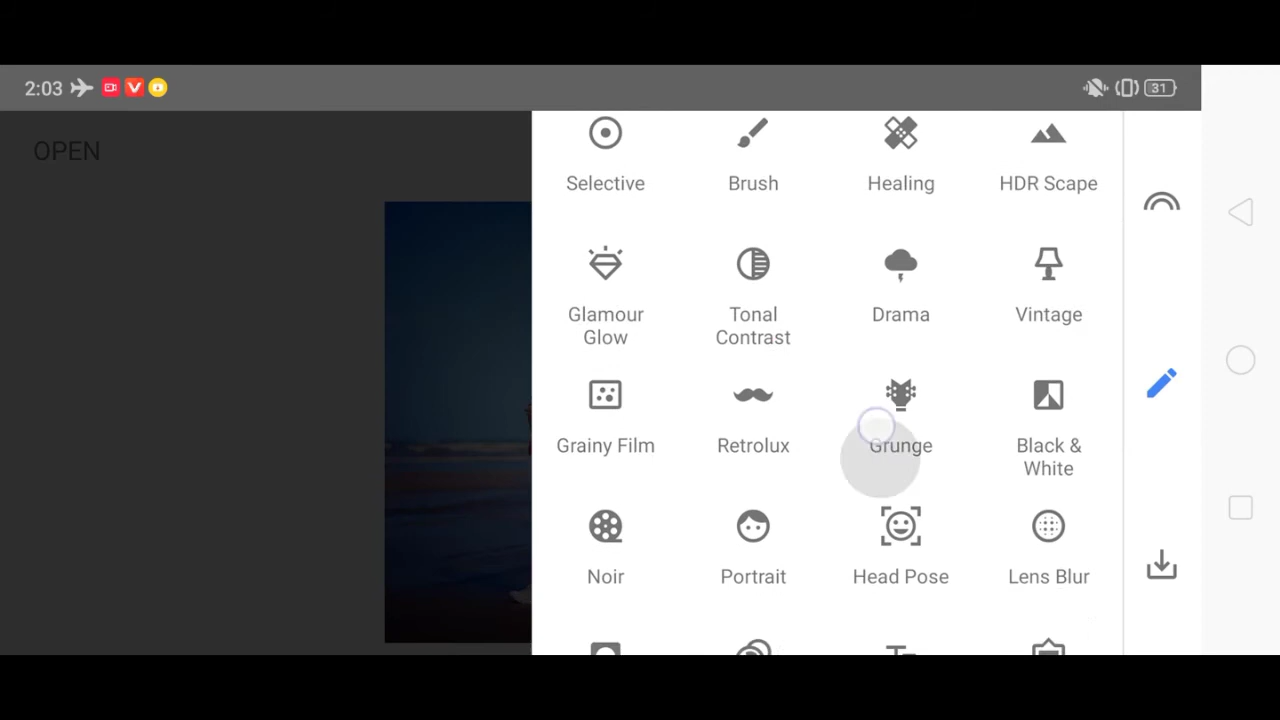 2:03
31
OPEN
Selective Brush Healing HDR Scape
Glamour Glow
Tonal Contrast
Drama Vintage
Grainy Film Retrolux Grunge
Black & White
Noir Portrait Head Pose Lens Blur